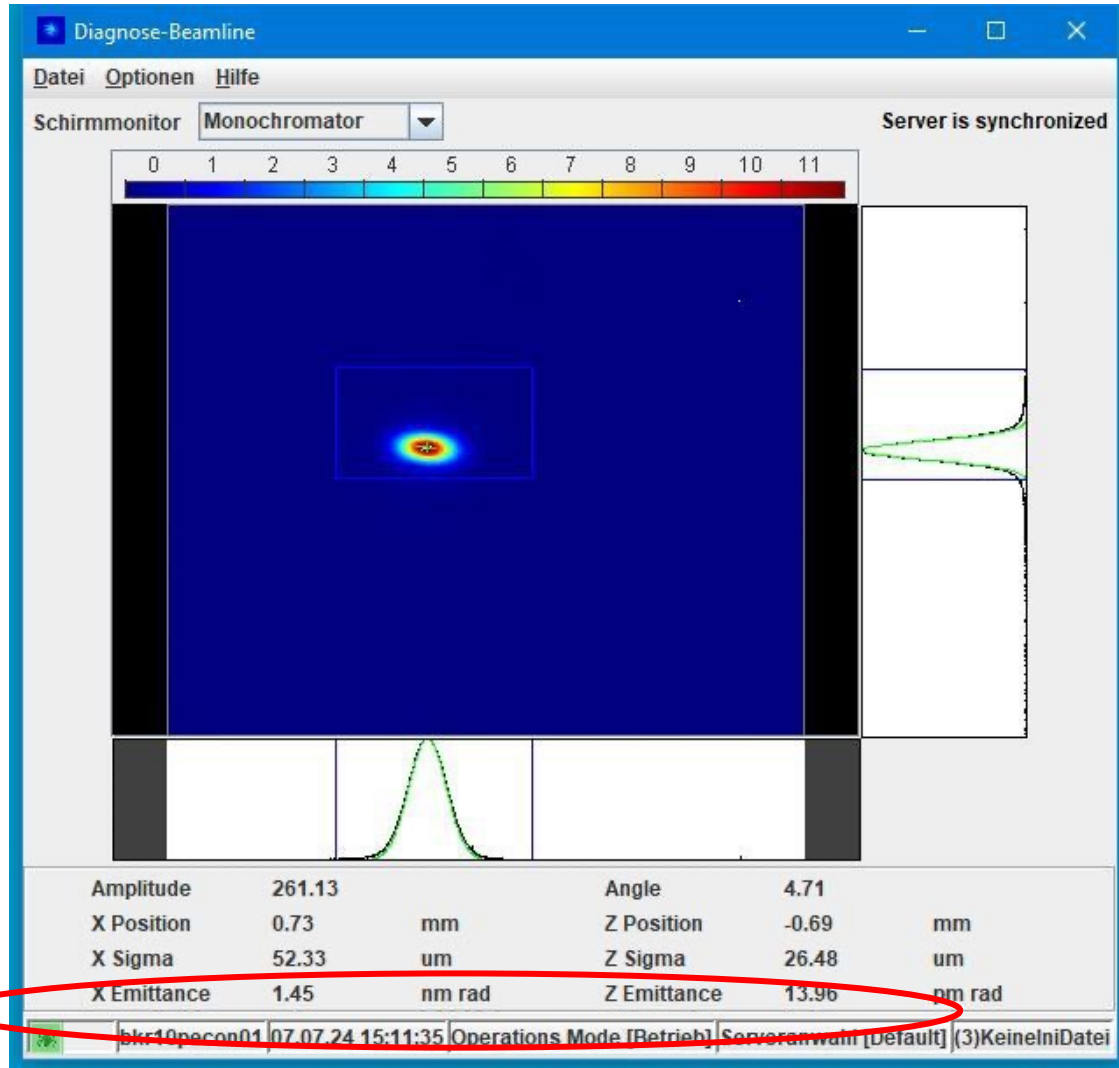 Diagnose-Beamline
Datei Optionen Hilfe
Schirmmonitor Monochromator Server is synchronized
0 1 2 3 4 5 6 7 8 9 10 11
Amplitude 261.13 Angle 4.71
X Position 0.73 mm Z Position -0.69 mm
X Sigma 52.33 um Z Sigma 26.48 um
X Emittance 1.45 nm rad Z Emittance 13.96 pm rad
bkr10pecon01 07.07.24 15:11:35 Operations Mode [Betrieb] Serveranwahl [Default] (3)KeineIniDatei